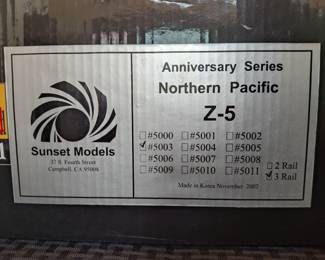 Anniversary Series
Northern Pacific
Z-5
#5000 #5001 #5002
#5003 #5004 #5005
#5006 #5007 #5008
#5009 #5010 #5011
2 Rail
3 Rail
Made in Korea November 2002
Sunset Models
37 S. Fourth Street
Campbell, CA 95008